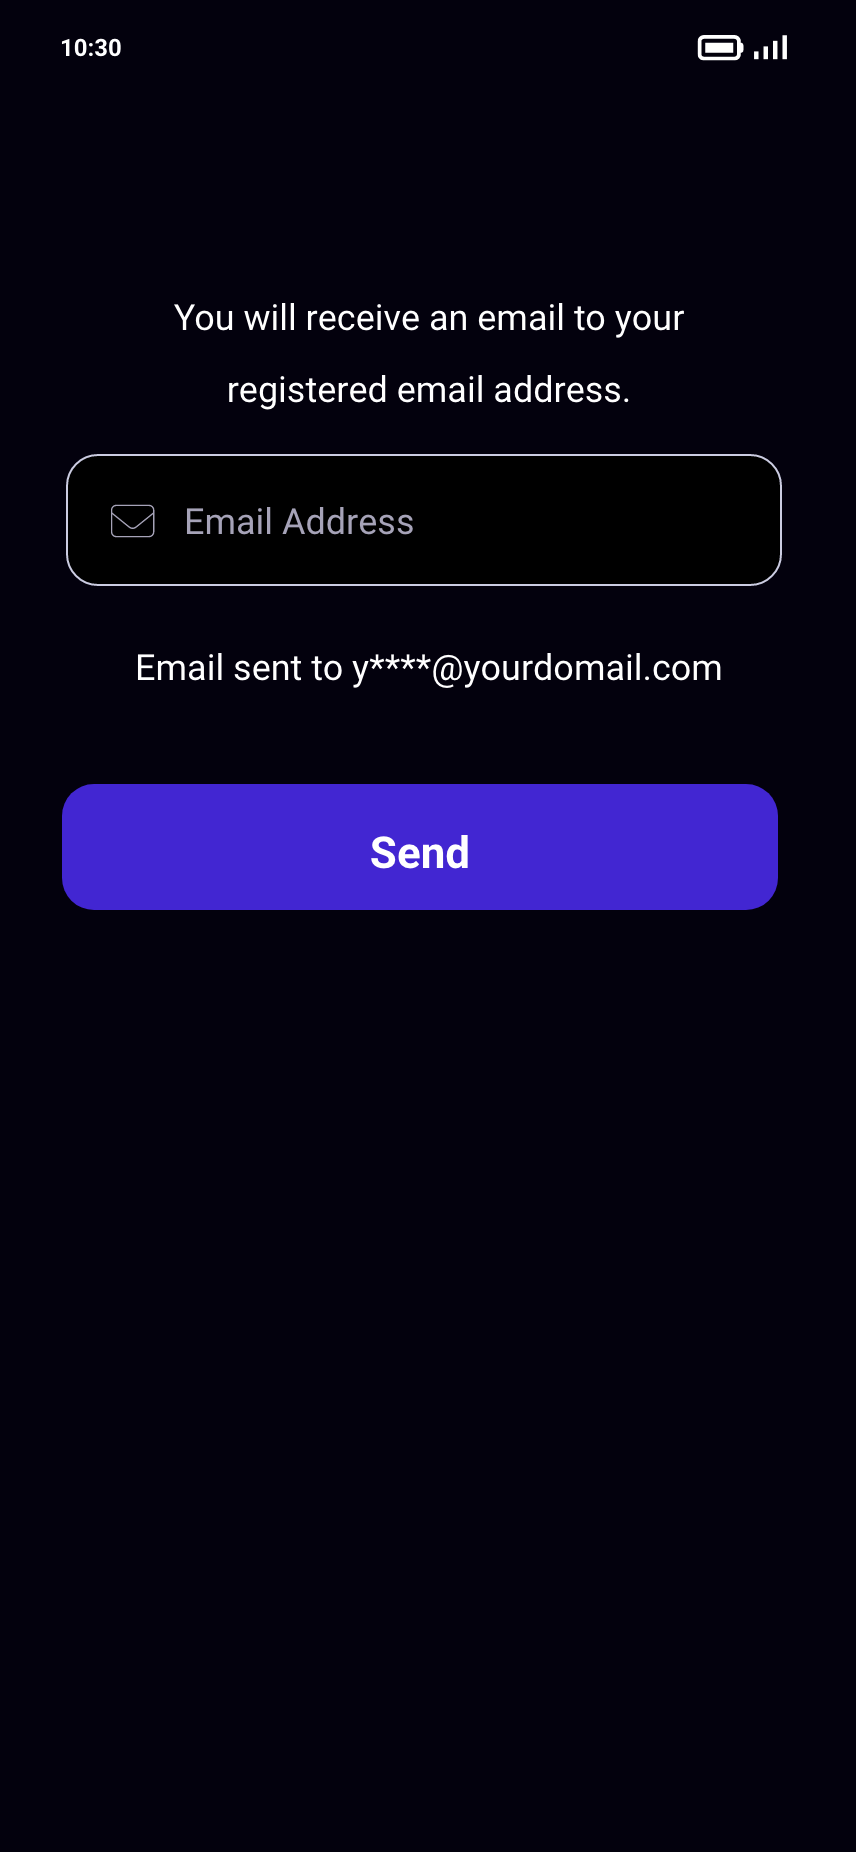 10:30
You will receive an email to your
registered email address.
Email Address
Email sent to y****@yourdomail.com
Send